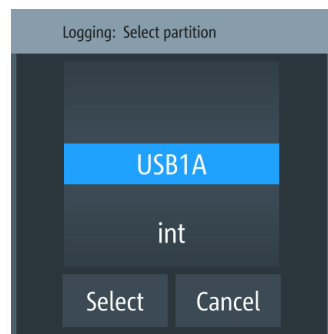 Logging: Select partition
USB1A
int
Select Cancel